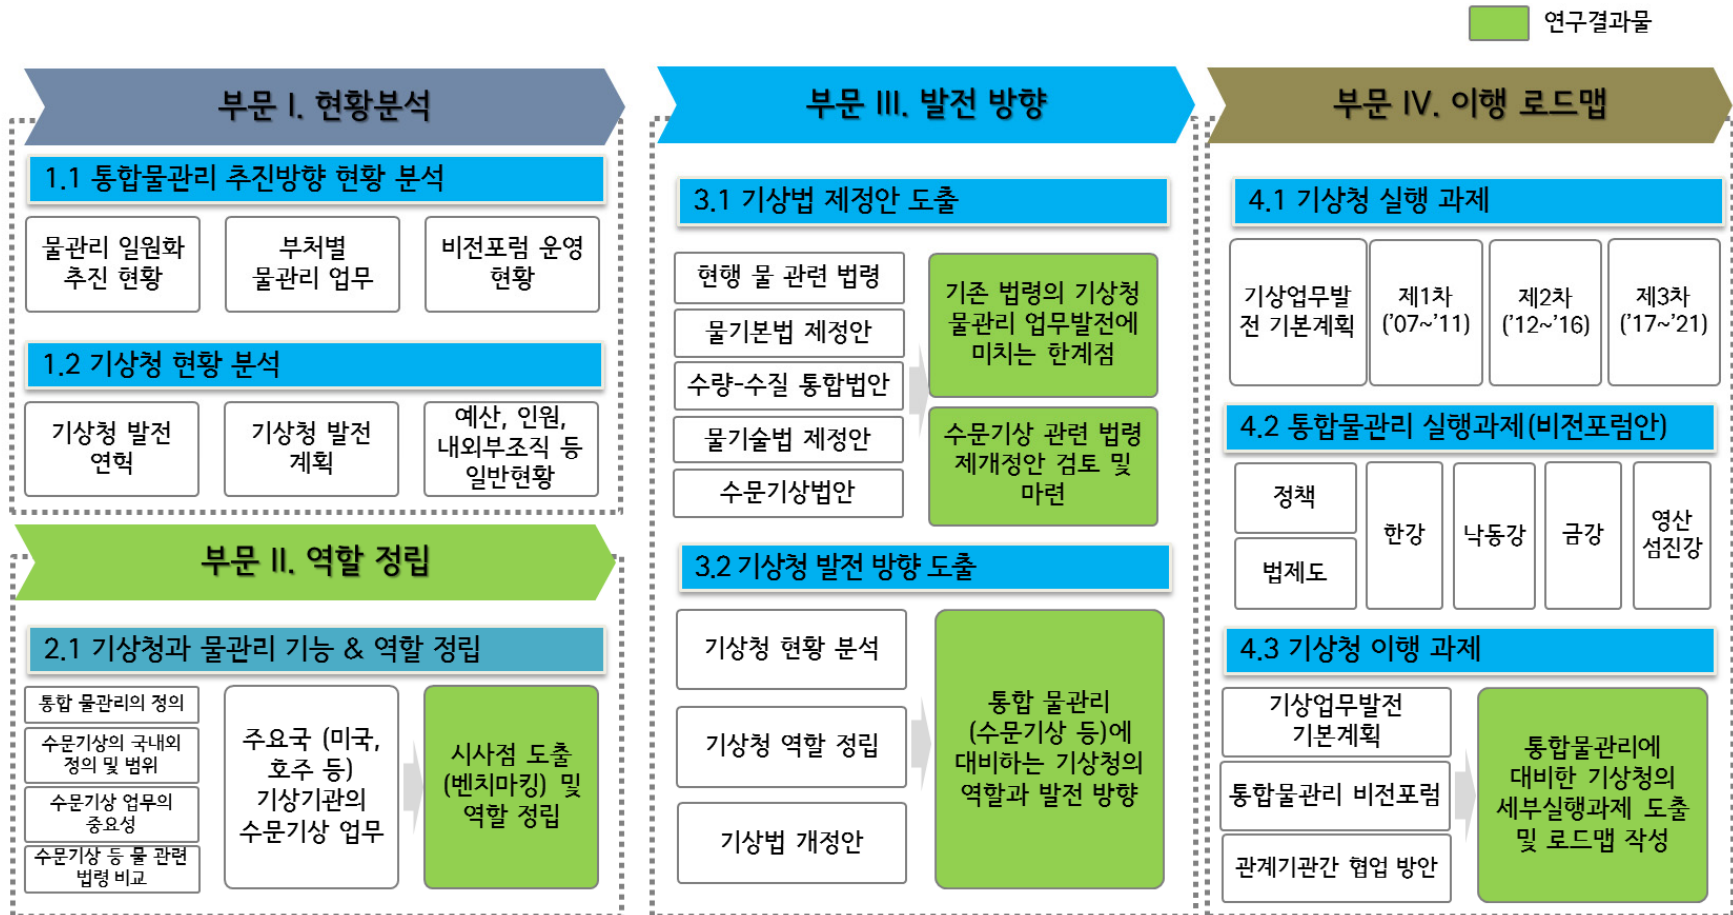 연구결과물
부문 I. 현황분석
1.1 통합물관리 추진방향 현황 분석
물관리 일원화
추진 현황
부처별
물관리 업무
비전포럼 운영
현황
1.2 기상청 현황 분석
기상청 발전
연혁
기상청 발전
계획
예산, 인원,
내외부조직 등
일반현황
부문 II. 역할 정립
2.1 기상청과 물관리 기능 & 역할 정립
통합 물관리의 정의
수문기상의 국내외
정의 및 범위
수문기상 업무의
중요성
수문기상 등 물 관련
법령 비교
주요국 (미국,
호주 등)
기상기관의
수문기상 업무
시사점 도출
(벤치마킹) 및
역할 정립
부문 III. 발전 방향
3.1 기상법 제정안 도출
현행 물 관련 법령
물기본법 제정안
수량-수질 통합법안
물기술법 제정안
수문기상법안
기존 법령의 기상청
물관리 업무발전에
미치는 한계점
수문기상 관련 법령
제개정안 검토 및
마련
3.2 기상청 발전 방향 도출
기상청 현황 분석
기상청 역할 정립
기상법 개정안
통합 물관리
(수문기상 등)에
대비하는 기상청의
역할과 발전 방향
부문 IV. 이행 로드맵
4.1 기상청 실행 과제
기상업무발
전 기본계획
제1차
('07~'11)
제2차
('12~'16)
제3차
('17~'21)
4.2 통합물관리 실행과제(비전포럼안)
정책
법제도
한강
낙동강
금강
영산
섬진강
4.3 기상청 이행 과제
기상업무발전
기본계획
통합물관리 비전포럼
관계기관간 협업 방안
통합물관리에
대비한 기상청의
세부실행과제 도출
및 로드맵 작성